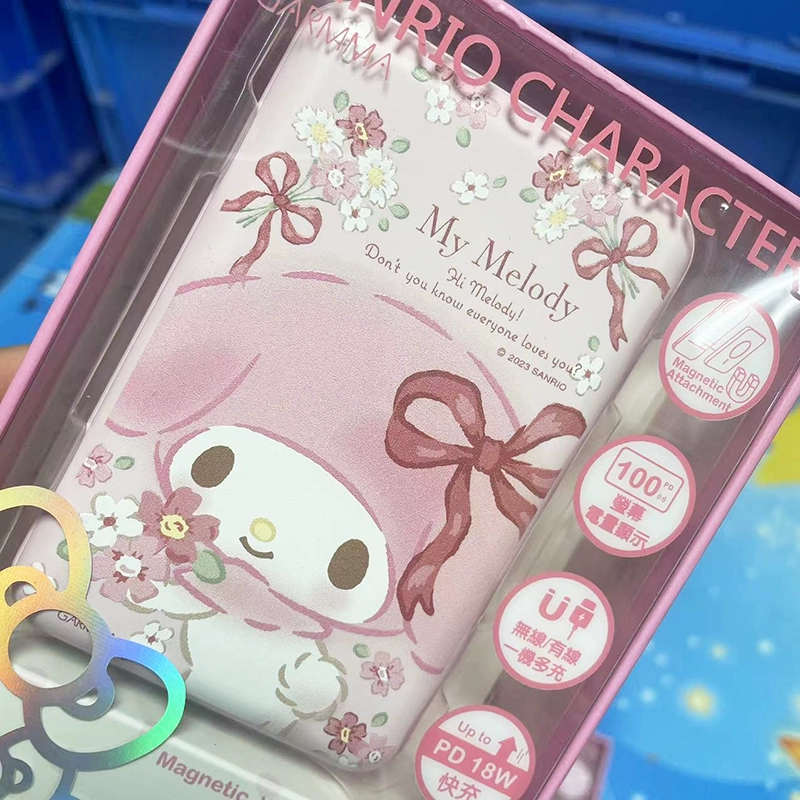 SANRIO CHARACTERS
GARMMA
My Melody
Hi Melody!
Don't you know everyone loves you?
© 2023 SANRIO
Magnetic
Attachment
100
PD
螢幕
電量顯示
無線/有線
一機多充
Up to
PD 18W
快充
GARMMA
Magnetic